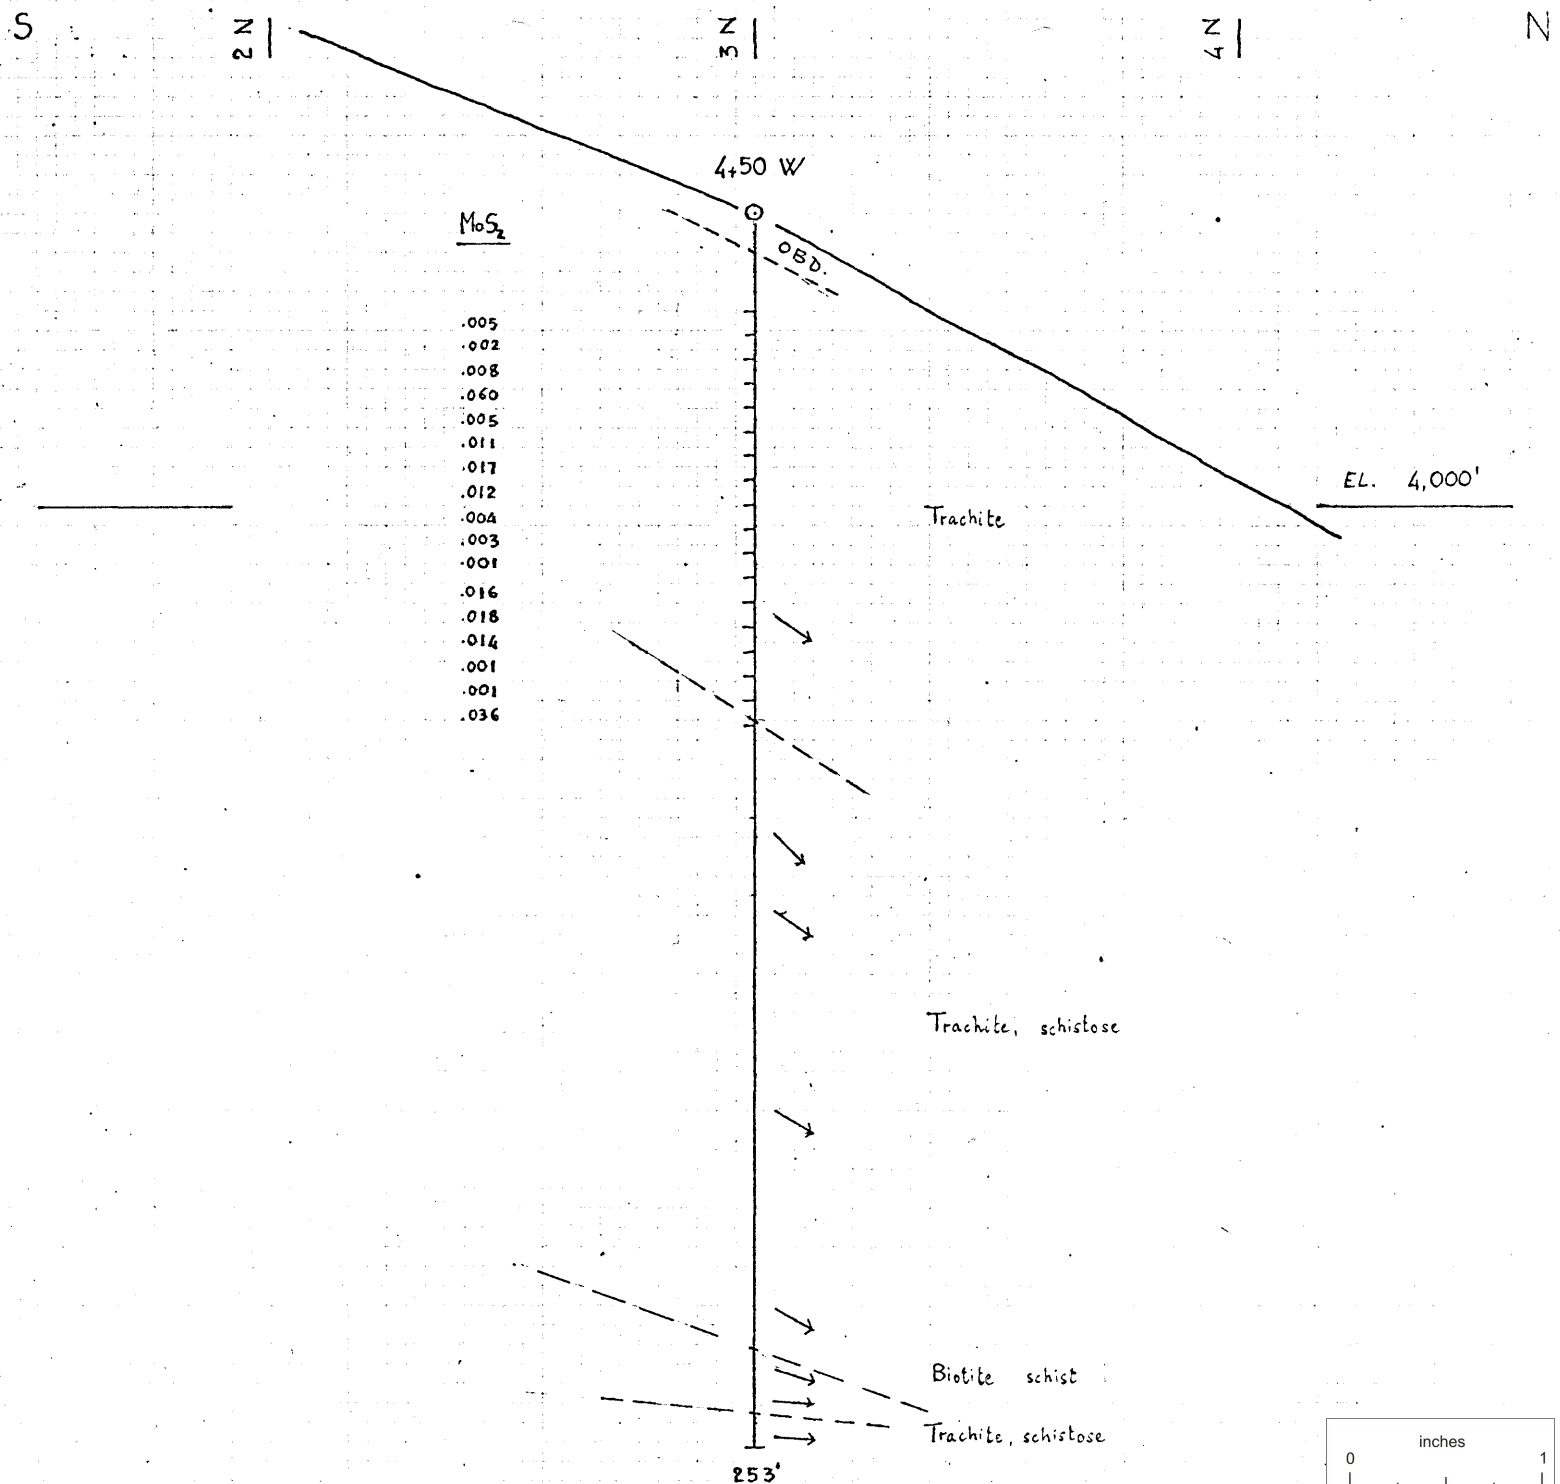 S
2 N
3 N
4 N
N
4+50 W
MoS₂
OBD.
.005
.002
.008
.060
.005
.011
.017
.012
.004
.003
.001
.016
.018
.014
.001
.001
.036
EL. 4,000'
Trachite
Trachite, schistose
Biotite schist
Trachite, schistose
253'
inches
0 1